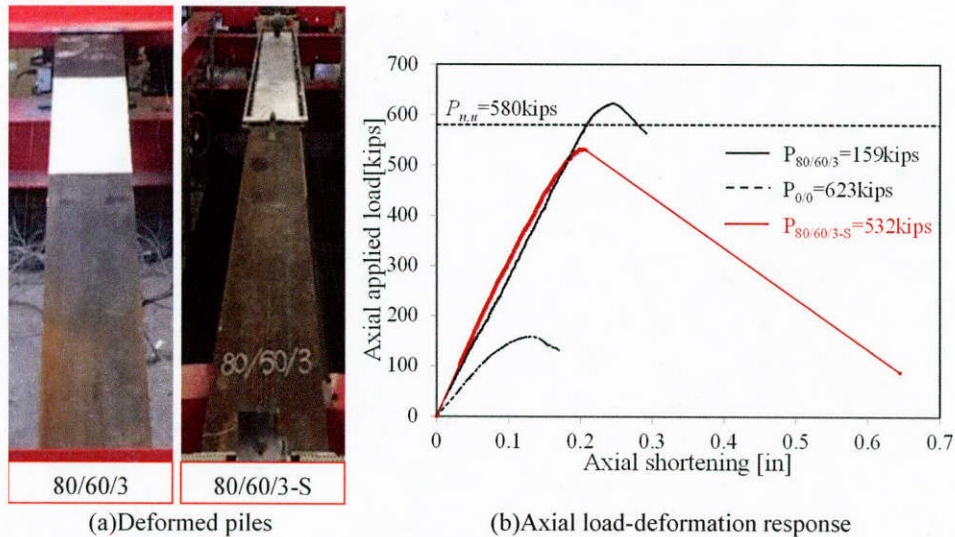 80/60/3
80/60/3
80/60/3-S
(a)Deformed piles
Axial applied load[kips]
700
600
500
400
300
200
100
0
Pn,u=580kips
P80/60/3=159kips
P0/0=623kips
P80/60/3-S=532kips
0 0.1 0.2 0.3 0.4 0.5 0.6 0.7
Axial shortening [in]
(b)Axial load-deformation response